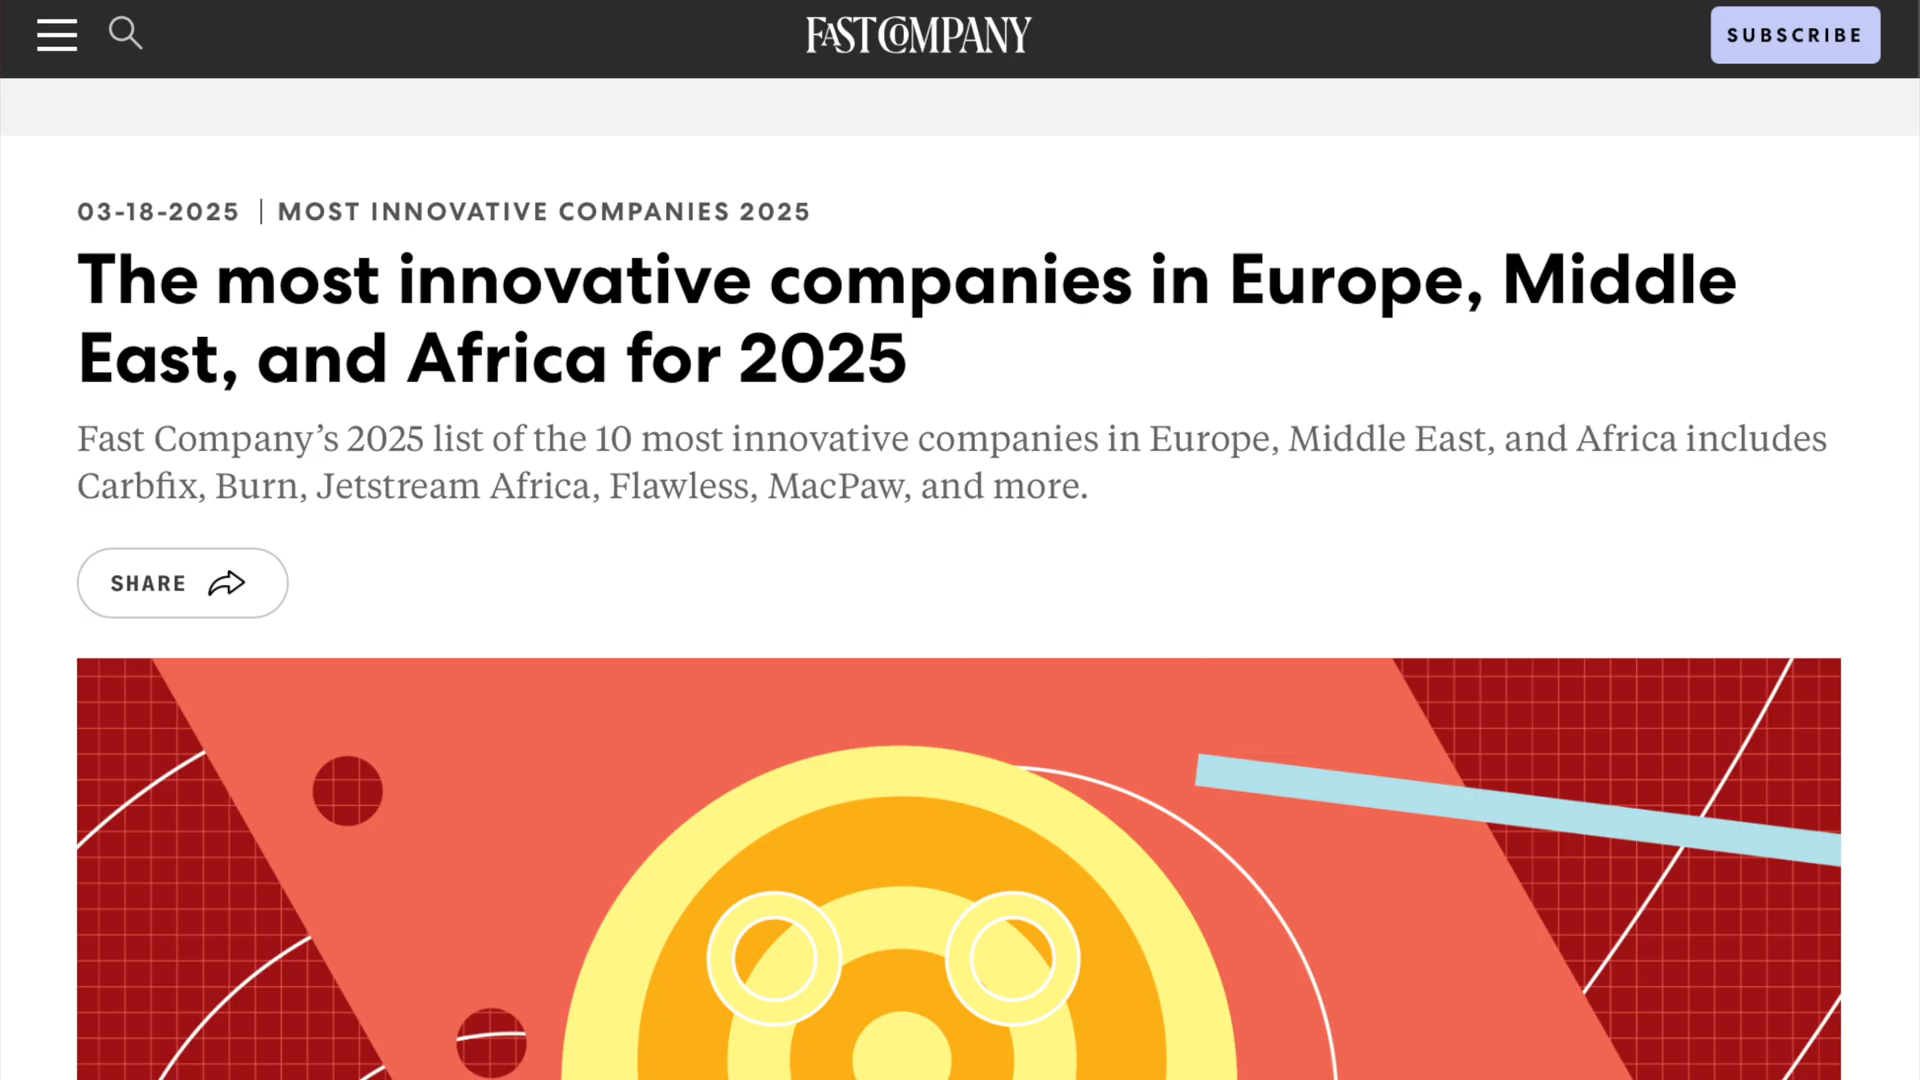 FAST COMPANY
SUBSCRIBE
03-18-2025 | MOST INNOVATIVE COMPANIES 2025
The most innovative companies in Europe, Middle
East, and Africa for 2025
Fast Company’s 2025 list of the 10 most innovative companies in Europe, Middle East, and Africa includes
Carbfix, Burn, Jetstream Africa, Flawless, MacPaw, and more.
SHARE